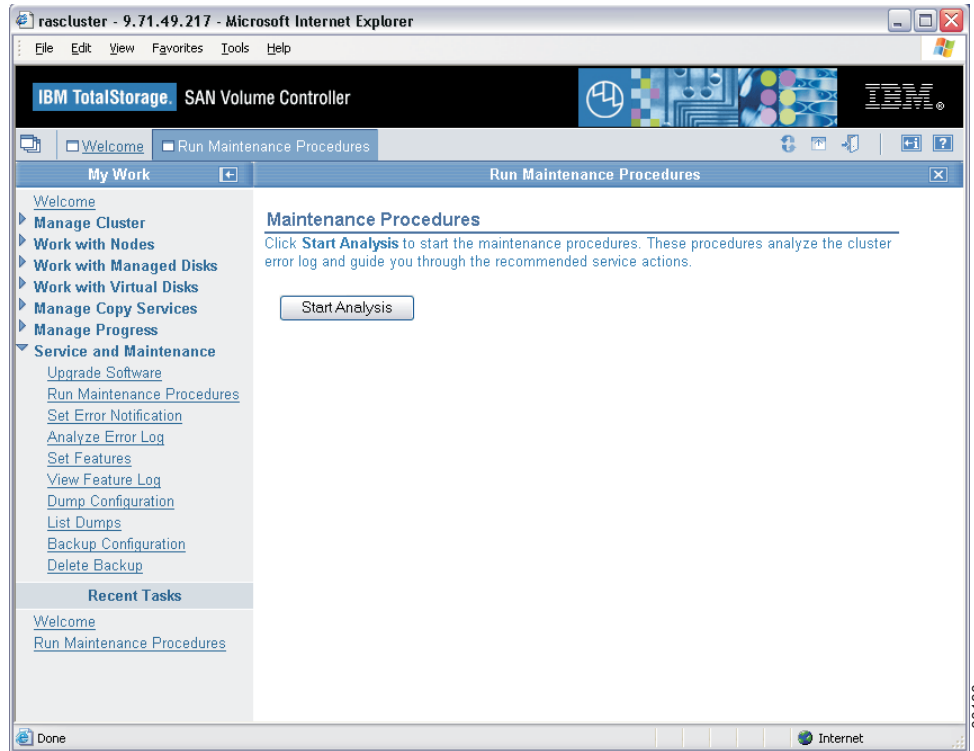 rascluster - 9.71.49.217 - Microsoft Internet Explorer
File Edit View Favorites Tools Help
IBM TotalStorage. SAN Volume Controller
IBM
Welcome Run Maintenance Procedures
My Work
Run Maintenance Procedures
Welcome
Manage Cluster
Work with Nodes
Work with Managed Disks
Work with Virtual Disks
Manage Copy Services
Manage Progress
Service and Maintenance
Upgrade Software
Run Maintenance Procedures
Set Error Notification
Analyze Error Log
Set Features
View Feature Log
Dump Configuration
List Dumps
Backup Configuration
Delete Backup
Recent Tasks
Welcome
Run Maintenance Procedures
Maintenance Procedures
Click Start Analysis to start the maintenance procedures. These procedures analyze the cluster
error log and guide you through the recommended service actions.
Start Analysis
Done
Internet